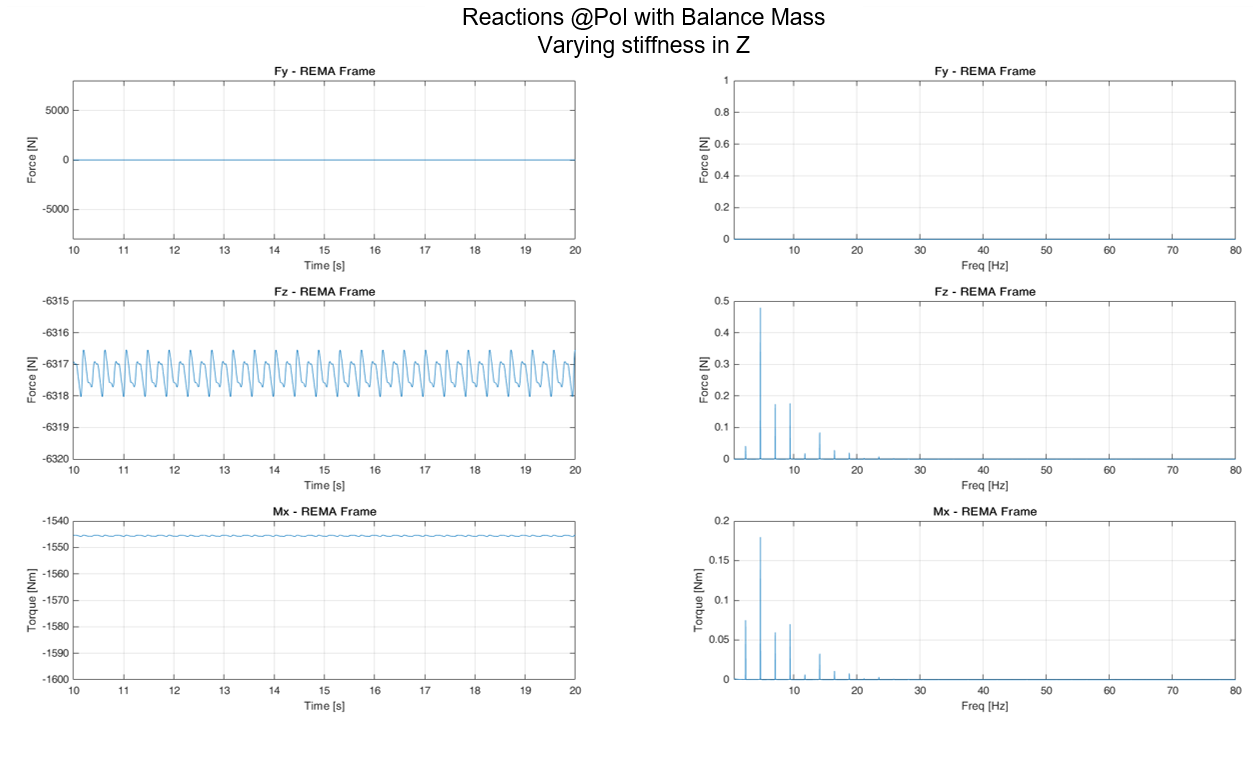 Reactions @PoI with Balance Mass
Varying stiffness in Z
Fy - REMA Frame
5000
0
-5000
Force [N]
10 11 12 13 14 15 16 17 18 19 20
Time [s]
Fy - REMA Frame
1
0.8
0.6
0.4
0.2
0
Force [N]
10 20 30 40 50 60 70 80
Freq [Hz]
Fz - REMA Frame
-6315
-6316
-6317
-6318
-6319
-6320
Force [N]
10 11 12 13 14 15 16 17 18 19 20
Time [s]
Fz - REMA Frame
0.5
0.4
0.3
0.2
0.1
0
Force [N]
10 20 30 40 50 60 70 80
Freq [Hz]
Mx - REMA Frame
-1540
-1550
-1560
-1570
-1580
-1590
-1600
Torque [Nm]
10 11 12 13 14 15 16 17 18 19 20
Time [s]
Mx - REMA Frame
0.2
0.15
0.1
0.05
0
Torque [Nm]
10 20 30 40 50 60 70 80
Freq [Hz]